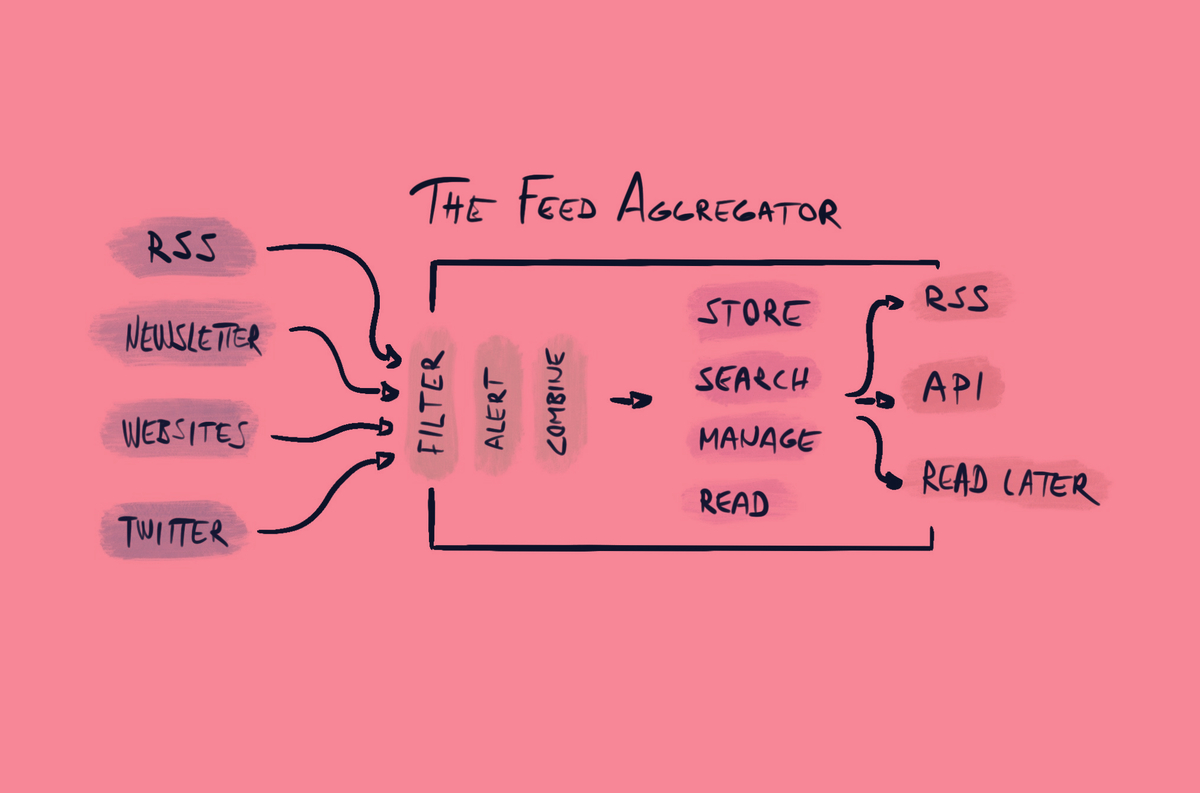 THE FEED AGGREGATOR
RSS
NEWSLETTER
WEBSITES
TWITTER
FILTER
ALERT
COMBINE
STORE
SEARCH
MANAGE
READ
RSS
API
READ LATER